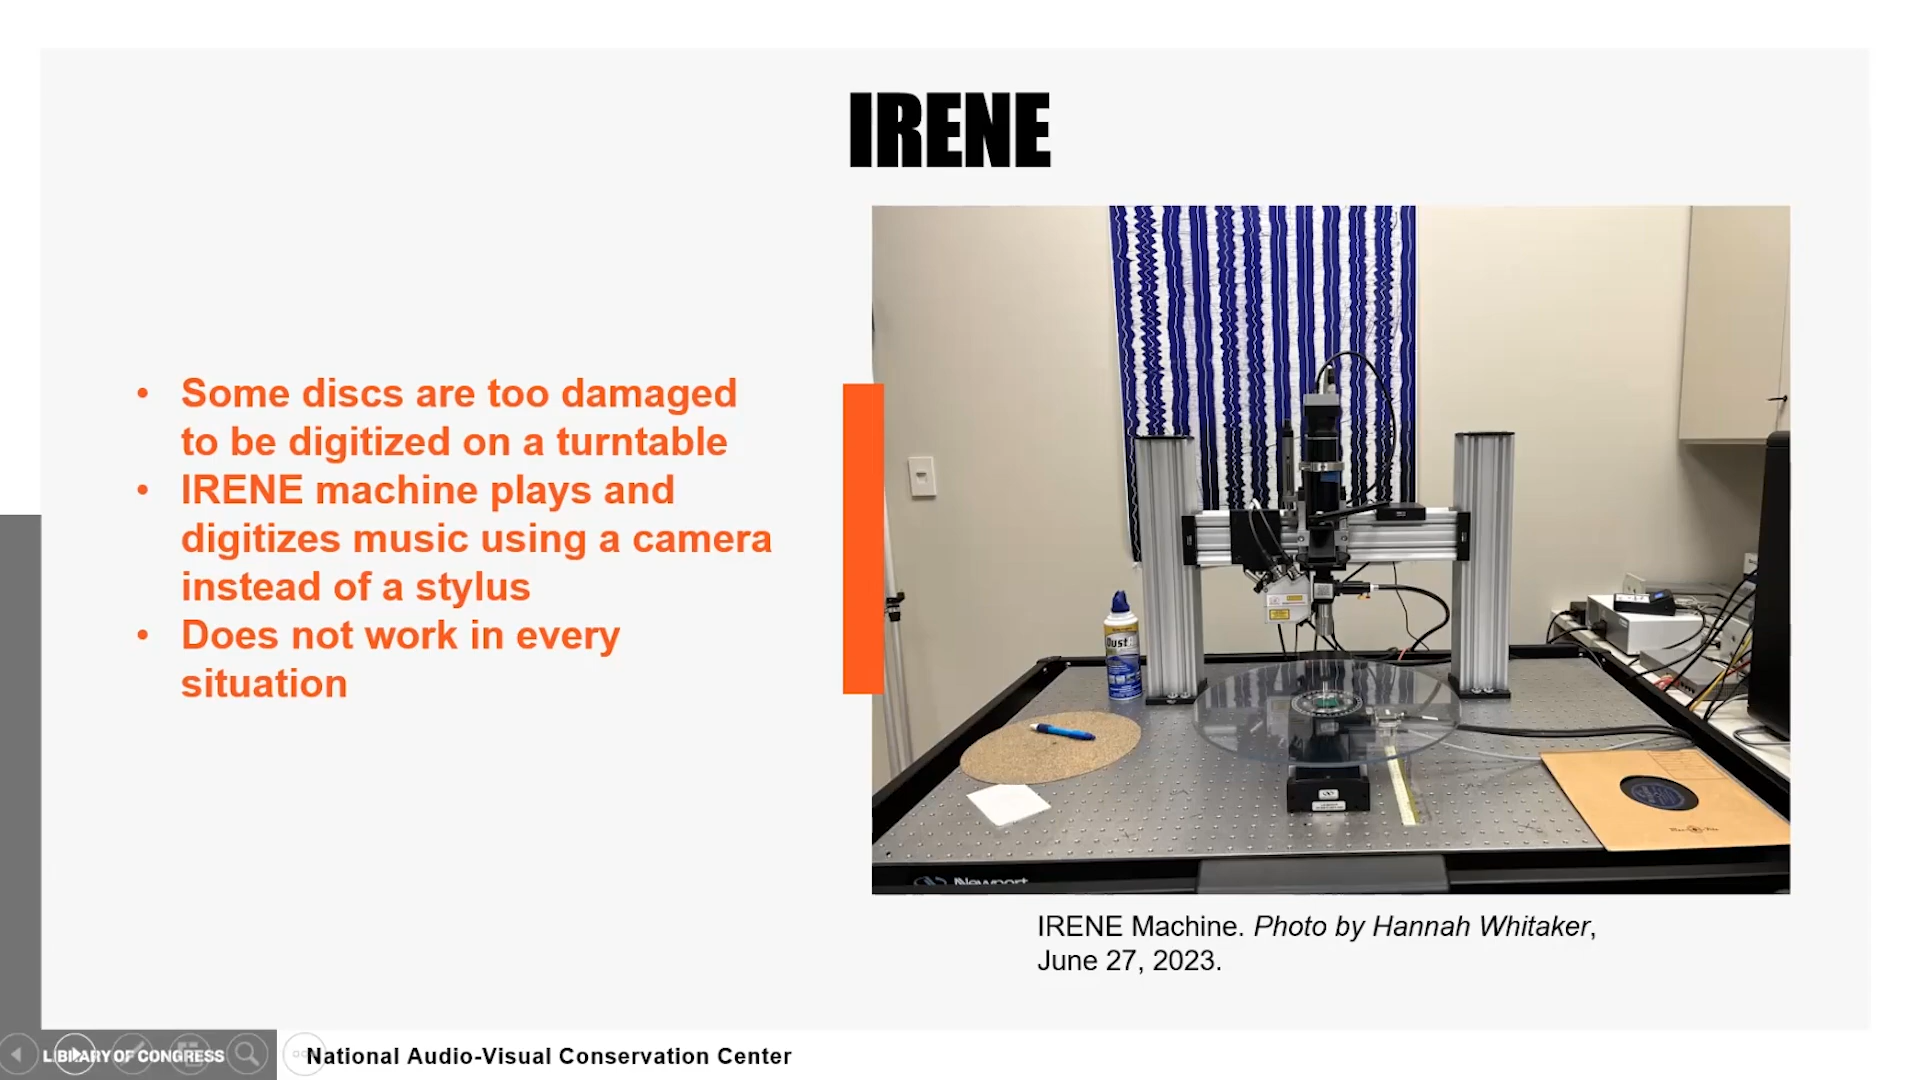 IRENE
• Some discs are too damaged
to be digitized on a turntable
• IRENE machine plays and
digitizes music using a camera
instead of a stylus
• Does not work in every
situation
Dust
Newport
IRENE Machine. Photo by Hannah Whitaker,
June 27, 2023.
LIBRARY OF CONGRESS
National Audio-Visual Conservation Center